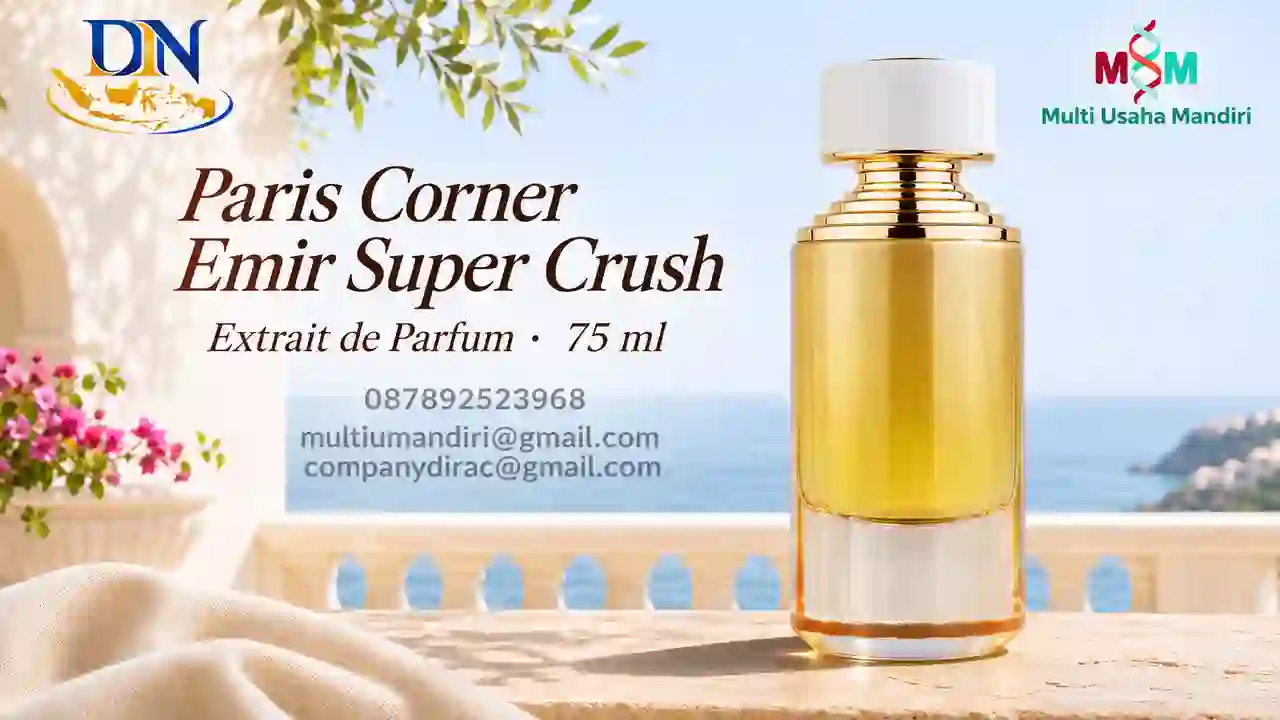 DN
MSM
Multi Usaha Mandiri
Paris Corner
Emir Super Crush
Extrait de Parfum · 75 ml
087892523968
multiumandiri@gmail.com
companydirac@gmail.com